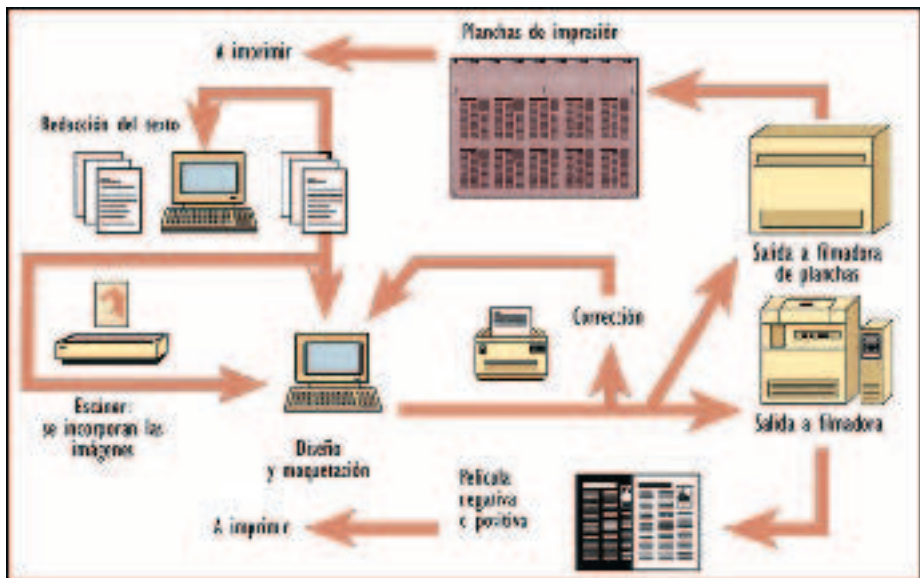 Planchas de impresión
A imprimir
Redacción del texto
Salida a filmadora
de planchas
Corrección
Escáner:
se incorporan las
imágenes
Diseño
y maquetación
Salida a filmadora
Película
negativa
o positiva
A imprimir